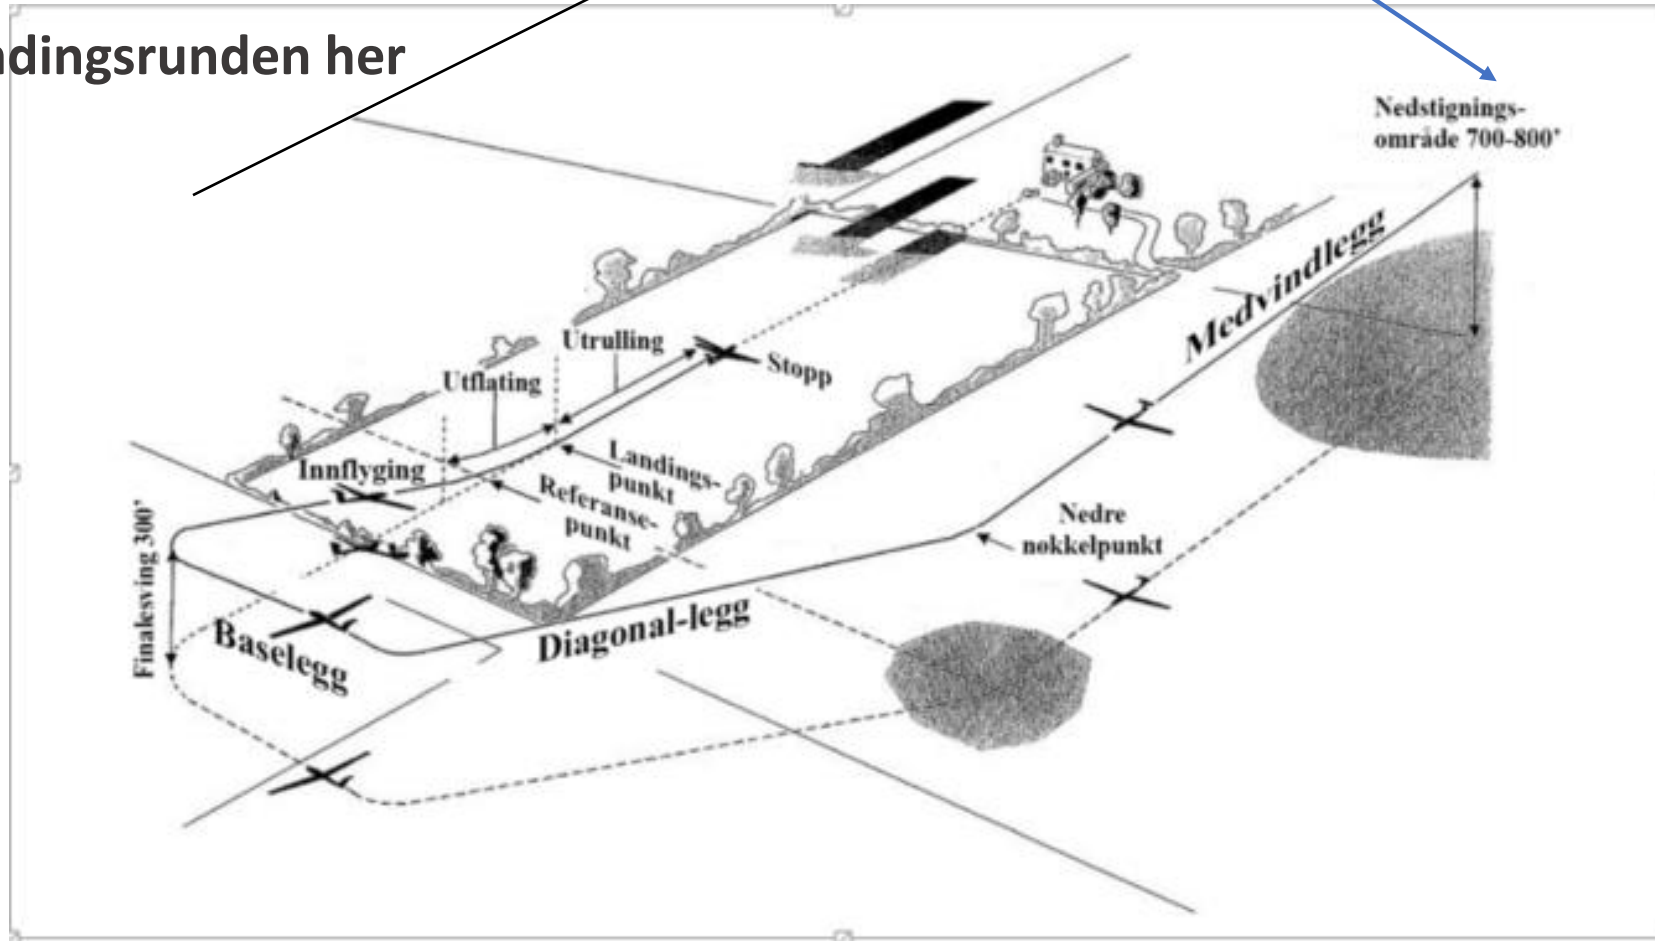 ndingsrunden her
Nedstignings-
område 700-800'
Medvindlegg
Utrulling
Stopp
Utflating
Landings-
punkt
Innflyging
Referanse-
punkt
Nedre
nøkkelpunkt
Finalesving 300'
Diagonal-legg
Baselegg